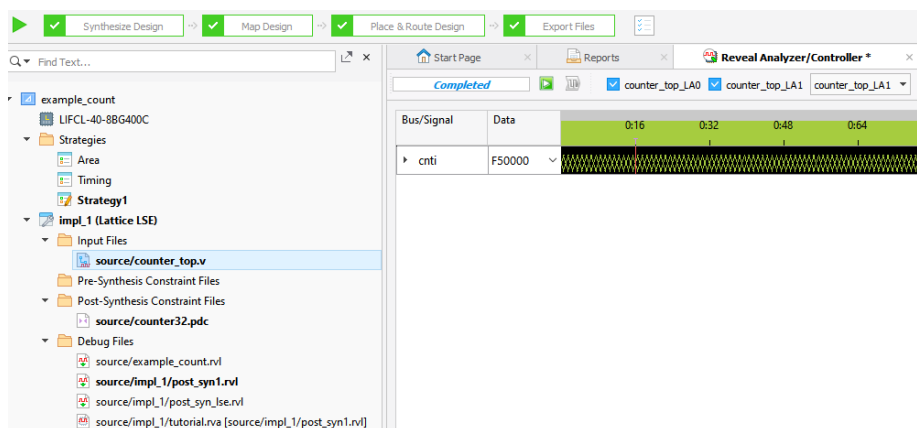 Synthesize Design
Map Design
Place & Route Design
Export Files
Find Text...
example_count
LIFCL-40-8BG400C
Strategies
Area
Timing
Strategy1
impl_1 (Lattice LSE)
Input Files
source/counter_top.v
Pre-Synthesis Constraint Files
Post-Synthesis Constraint Files
source/counter32.pdc
Debug Files
source/example_count.rvl
source/impl_1/post_syn1.rvl
source/impl_1/post_syn_lse.rvl
source/impl_1/tutorial.rva [source/impl_1/post_syn1.rvl]
Start Page
Reports
Reveal Analyzer/Controller *
Completed
counter_top_LA0
counter_top_LA1
counter_top_LA1
Bus/Signal
Data
0:16
0:32
0:48
0:64
cnti
F50000